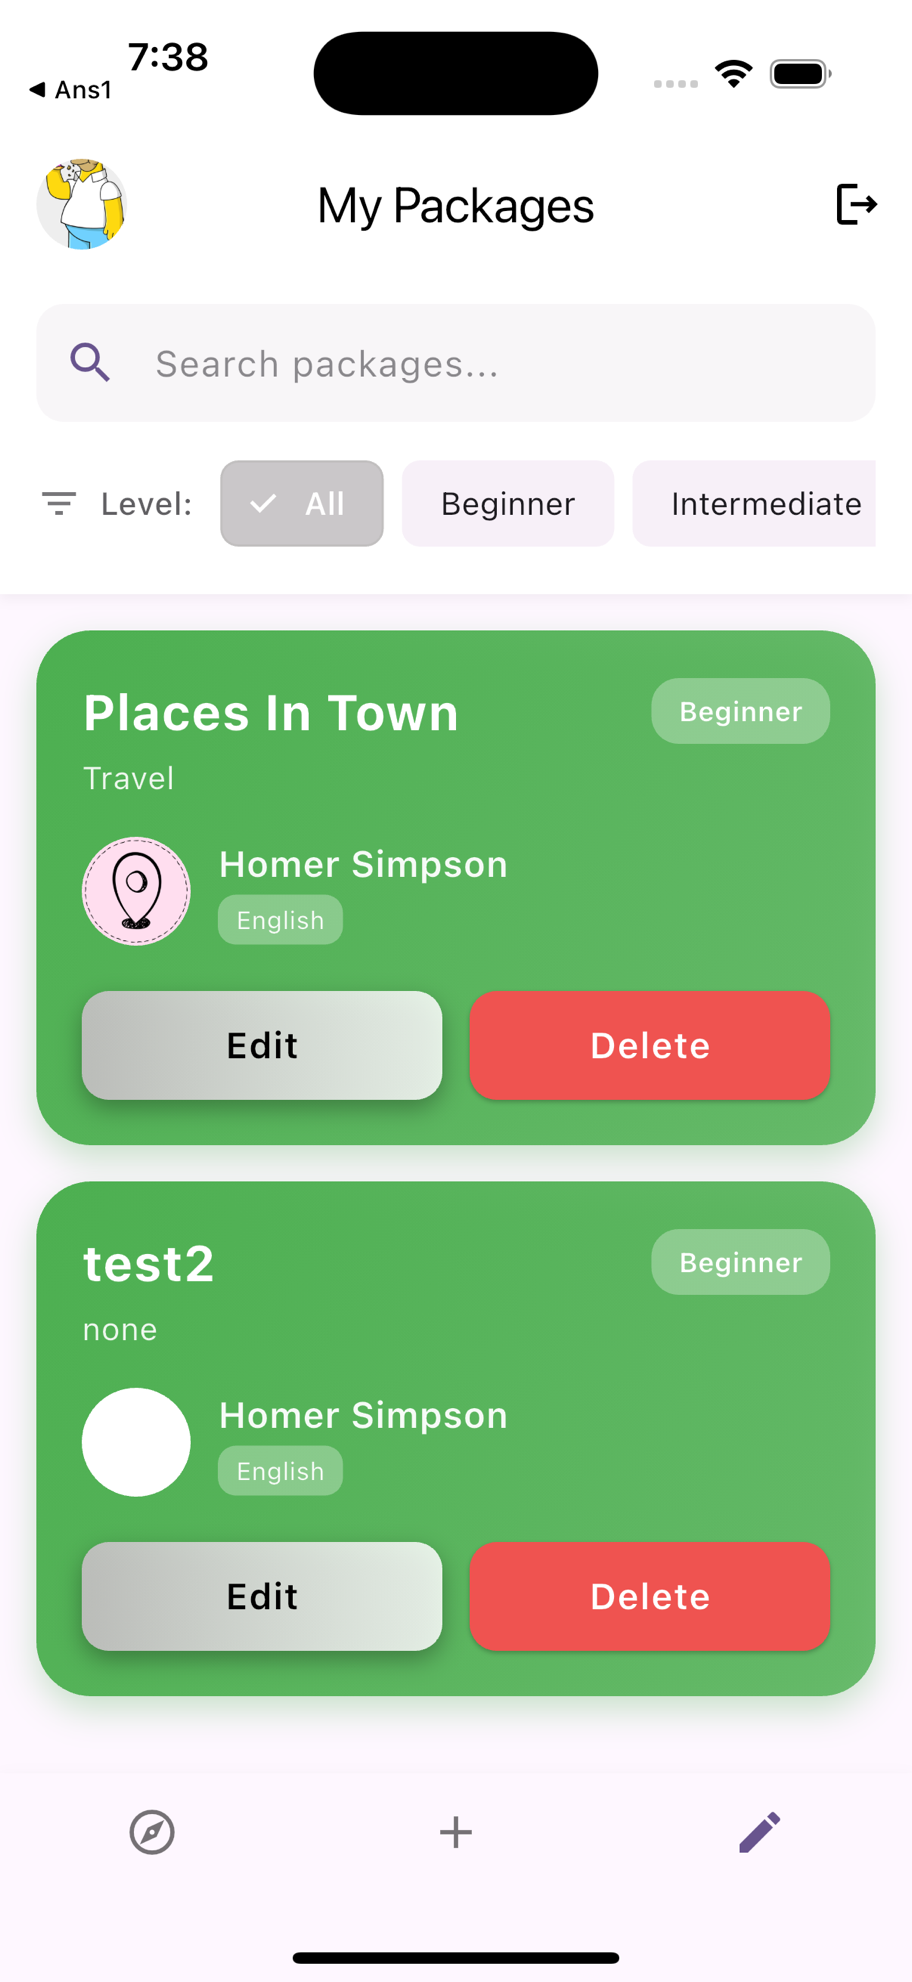 7:38
◀ Ans1
My Packages
Search packages...
Level:
All
Beginner
Intermediate
Places In Town
Beginner
Travel
Homer Simpson
English
Edit
Delete
test2
Beginner
none
Homer Simpson
English
Edit
Delete